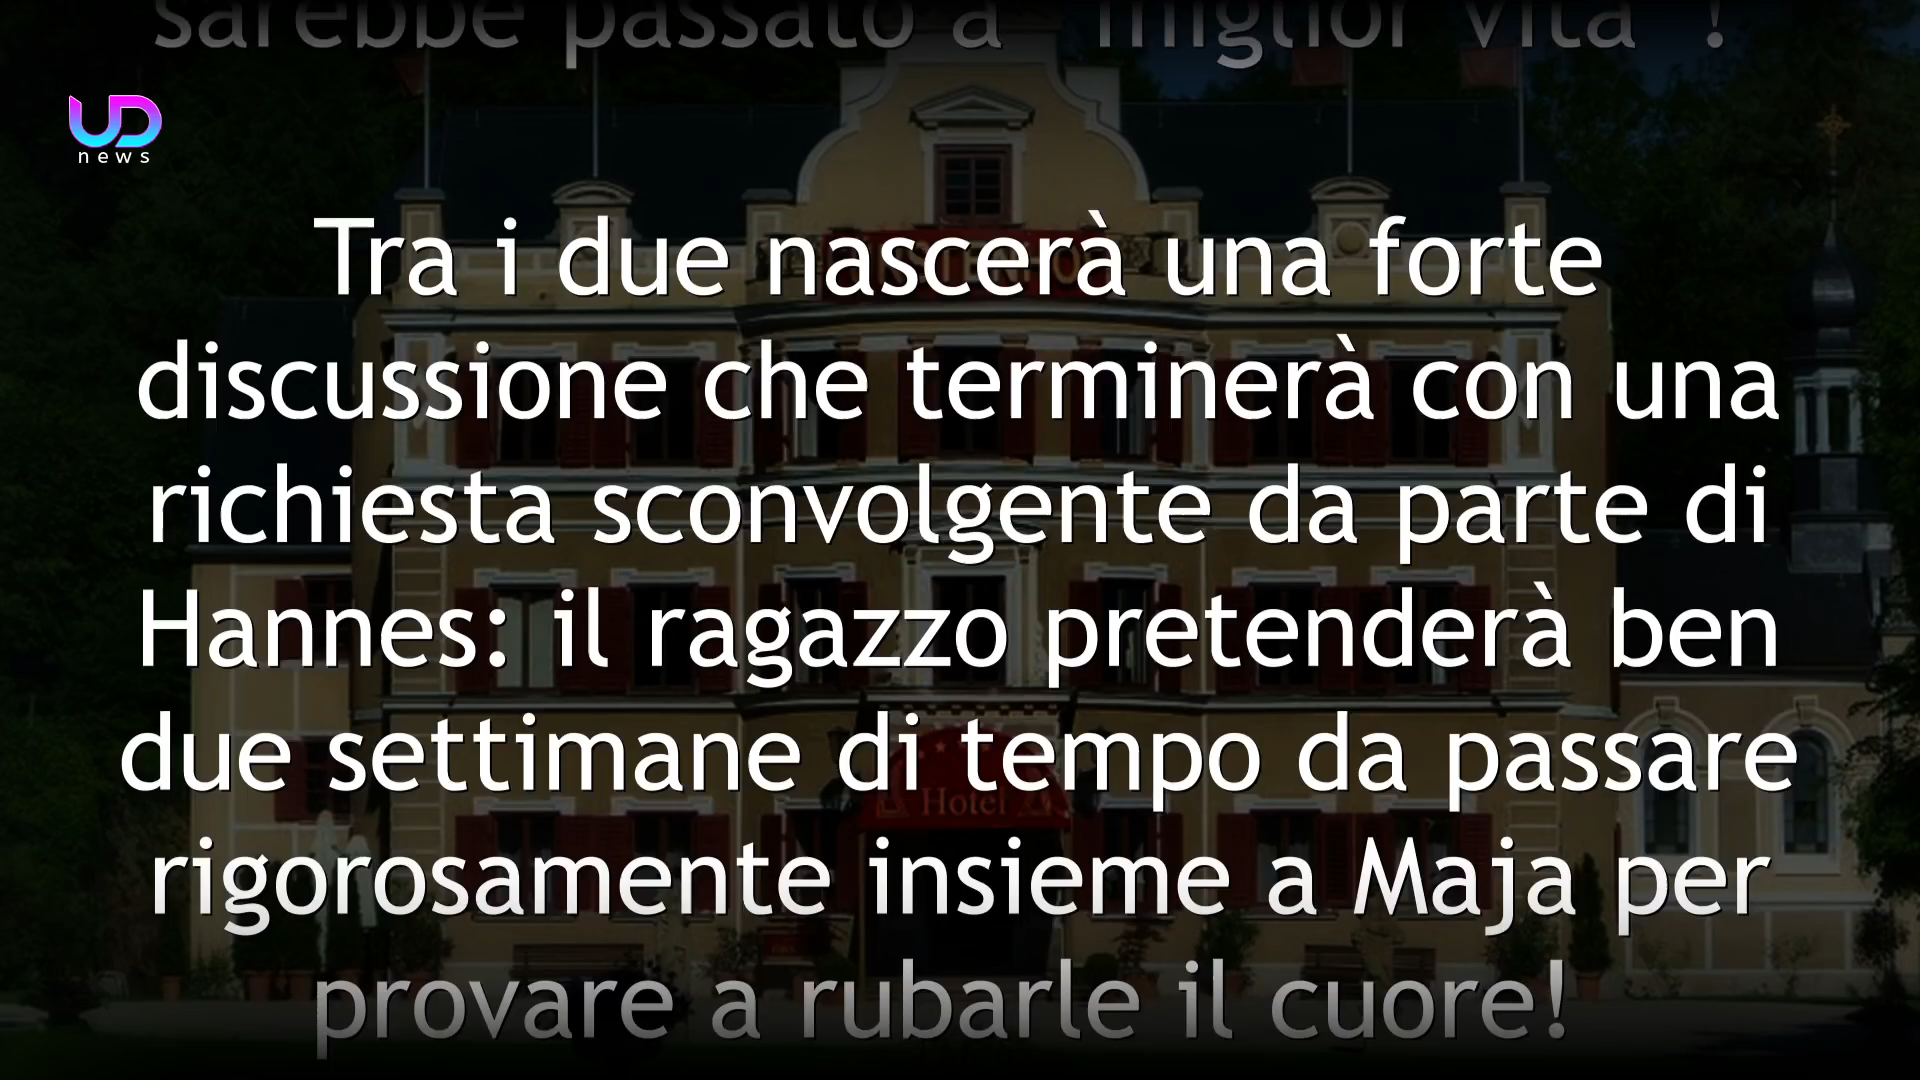 sarebbe passato a "miglior vita"!
UD
news
Tra i due nascerà una forte
discussione che terminerà con una
richiesta sconvolgente da parte di
Hannes: il ragazzo pretenderà ben
due settimane di tempo da passare
rigorosamente insieme a Maja per
provare a rubarle il cuore!
Hotel